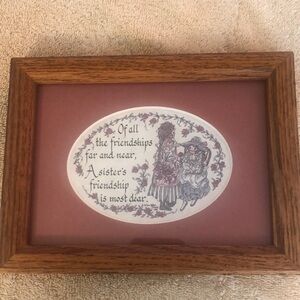 Of all
the friendships
far and near,
A sister's
friendship
is most dear.